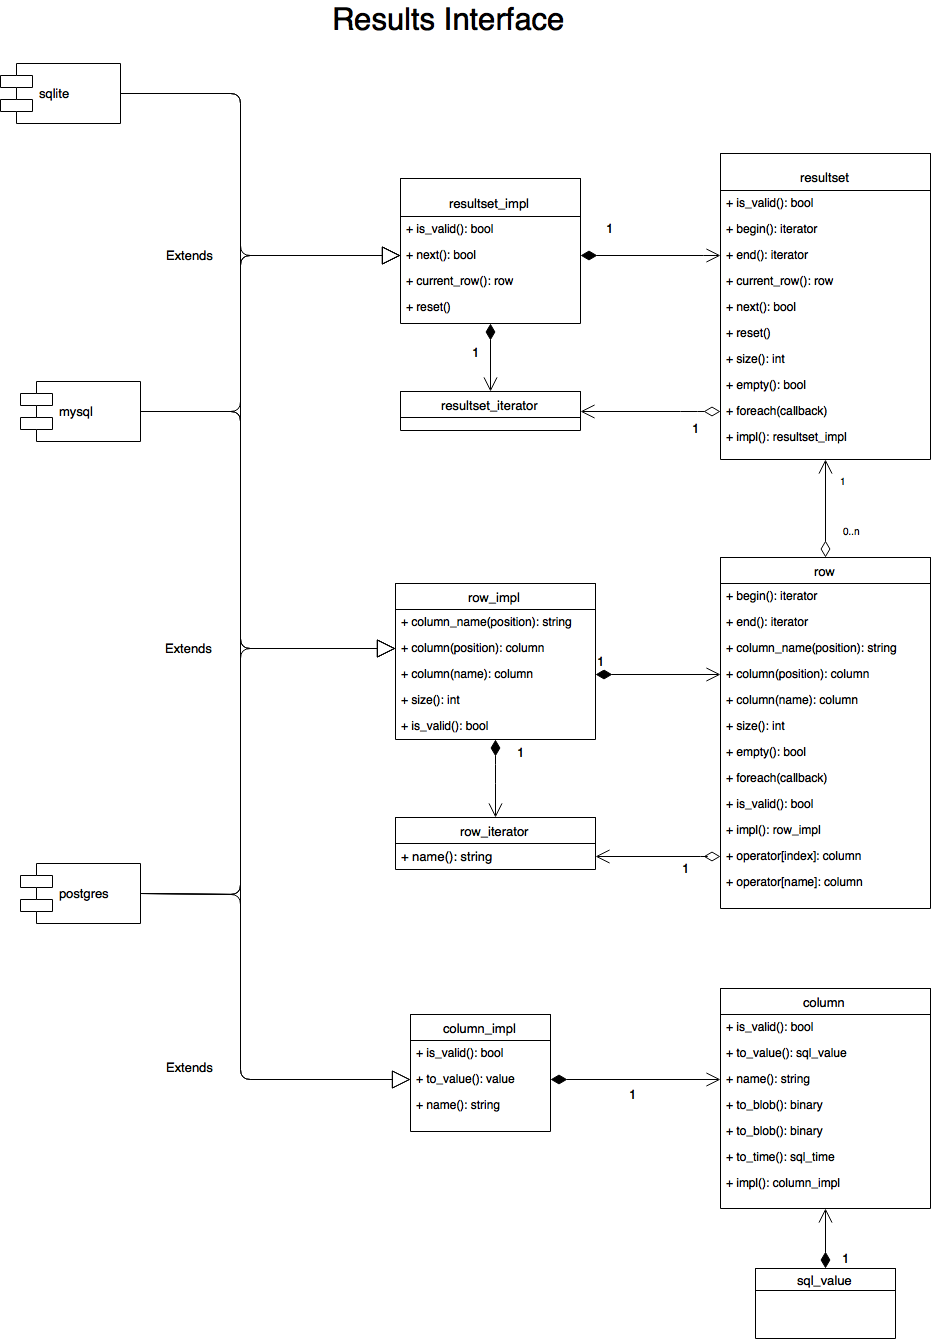 Results Interface
sqlite
Extends
mysql
Extends
postgres
Extends
resultset_impl
+ is_valid(): bool
+ next(): bool
+ current_row(): row
+ reset()
1
1
resultset_iterator
1
resultset
+ is_valid(): bool
+ begin(): iterator
+ end(): iterator
+ current_row(): row
+ next(): bool
+ reset()
+ size(): int
+ empty(): bool
+ foreach(callback)
+ impl(): resultset_impl
1
0..n
row_impl
+ column_name(position): string
+ column(position): column
+ column(name): column
+ size(): int
+ is_valid(): bool
1
1
row_iterator
+ name(): string
1
row
+ begin(): iterator
+ end(): iterator
+ column_name(position): string
+ column(position): column
+ column(name): column
+ size(): int
+ empty(): bool
+ foreach(callback)
+ is_valid(): bool
+ impl(): row_impl
+ operator[index]: column
+ operator[name]: column
column_impl
+ is_valid(): bool
+ to_value(): value
+ name(): string
1
column
+ is_valid(): bool
+ to_value(): sql_value
+ name(): string
+ to_blob(): binary
+ to_blob(): binary
+ to_time(): sql_time
+ impl(): column_impl
1
sql_value